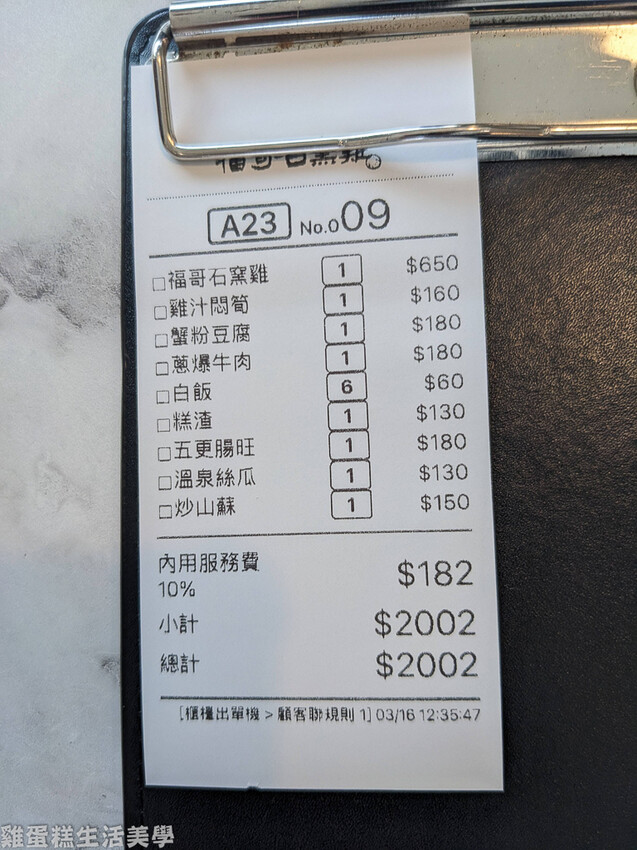 A23 No.009
□福哥石窯雞 1 $650
□雞汁悶筍 1 $160
□蟹粉豆腐 1 $180
□蔥爆牛肉 1 $180
□白飯 6 $60
□糕渣 1 $130
□五更腸旺 1 $180
□溫泉絲瓜 1 $130
□炒山蘇 1 $150
內用服務費 $182
10%
小計 $2002
總計 $2002
[櫃檯出單機 > 顧客聯規則 1] 03/16 12:35:47
雞蛋糕生活美學